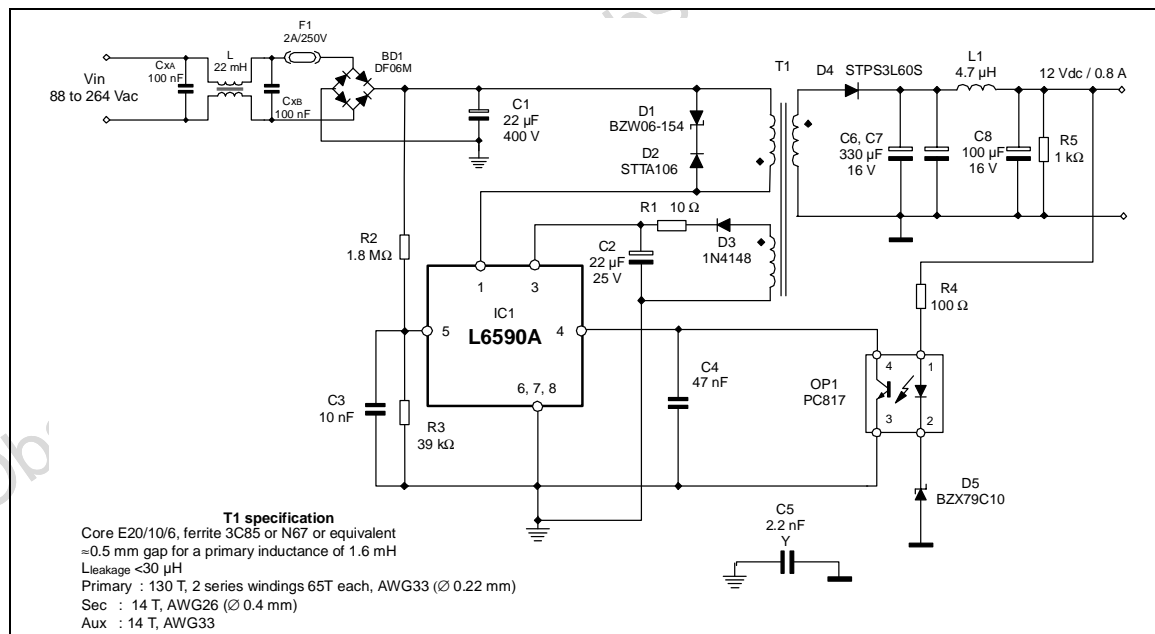 F1
2A/250V
L
22 mH
CxA
100 nF
CxB
100 nF
BD1
DF06M
Vin
88 to 264 Vac
C1
22 µF
400 V
D1
BZW06-154
D2
STTA106
T1
D4 STPS3L60S
L1
4.7 µH
12 Vdc / 0.8 A
C6, C7
330 µF
16 V
C8
100 µF
16 V
R5
1 kΩ
R1 10 Ω
D3
1N4148
C2
22 µF
25 V
R2
1.8 MΩ
1
3
IC1
L6590A
5
4
6, 7, 8
C3
10 nF
R3
39 kΩ
C4
47 nF
R4
100 Ω
OP1
PC817
4
1
3
2
D5
BZX79C10
C5
2.2 nF
Y
T1 specification
Core E20/10/6, ferrite 3C85 or N67 or equivalent
≈0.5 mm gap for a primary inductance of 1.6 mH
Lleakage <30 µH
Primary : 130 T, 2 series windings 65T each, AWG33 (∅ 0.22 mm)
Sec : 14 T, AWG26 (∅ 0.4 mm)
Aux : 14 T, AWG33